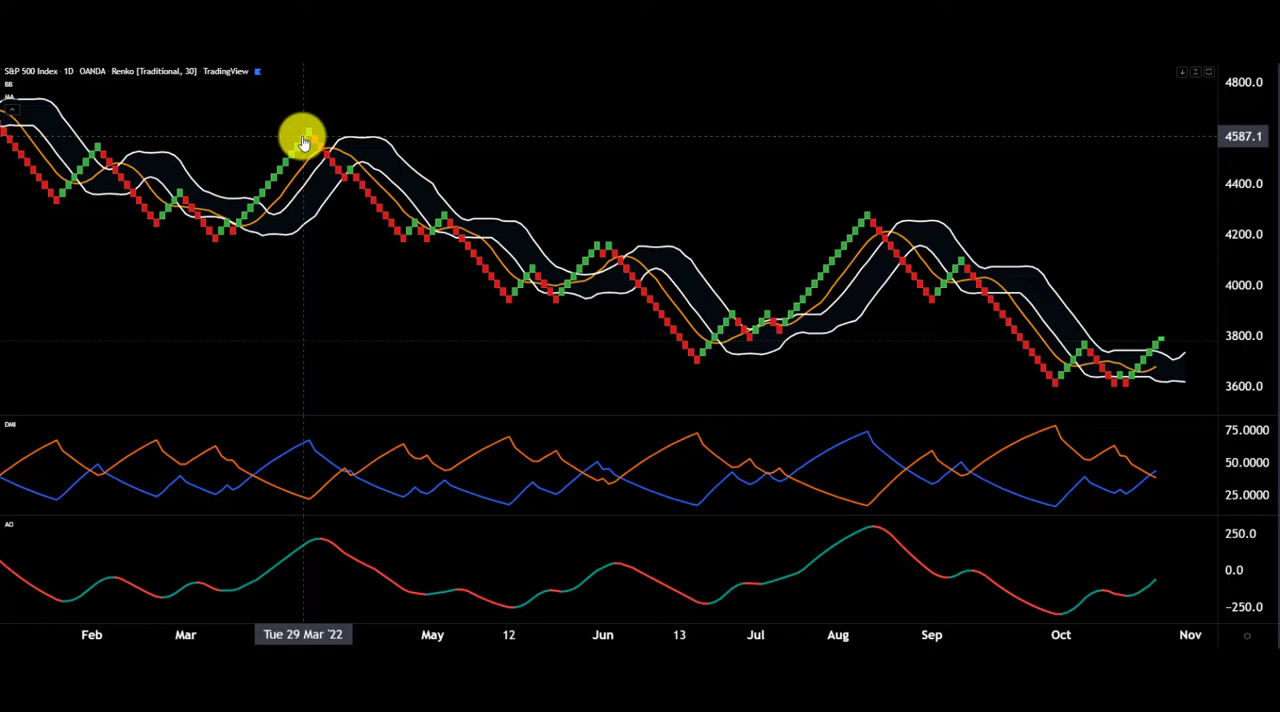 S&P 500 Index 1D OANDA Renko [Traditional, 30] TradingView
BB
MA
4800.0
4587.1
4400.0
4200.0
4000.0
3800.0
3600.0
DMI
75.0000
50.0000
25.0000
AO
250.0
0.0
−250.0
Feb Mar Tue 29 Mar '22 May 12 Jun 13 Jul Aug Sep Oct Nov